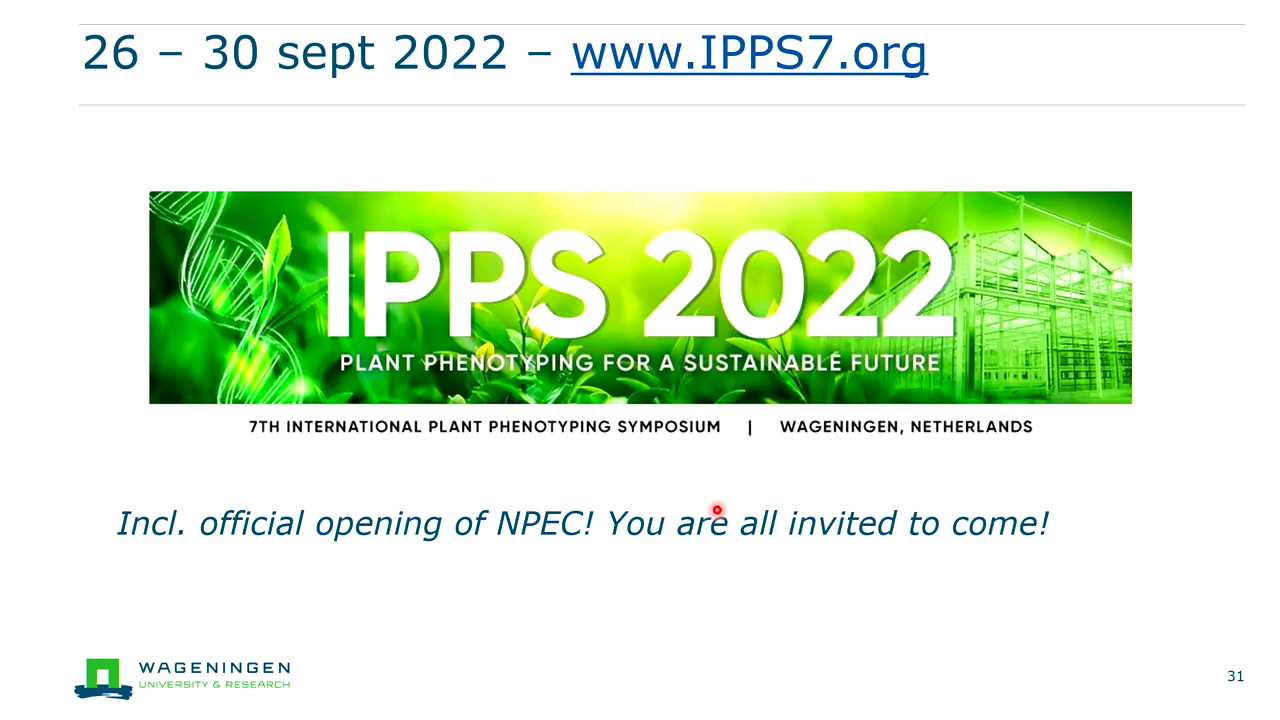 26 – 30 sept 2022 – www.IPPS7.org
IPPS 2022
PLANT PHENOTYPING FOR A SUSTAINABLE FUTURE
7TH INTERNATIONAL PLANT PHENOTYPING SYMPOSIUM | WAGENINGEN, NETHERLANDS
Incl. official opening of NPEC! You are all invited to come!
WAGENINGEN
UNIVERSITY & RESEARCH
31